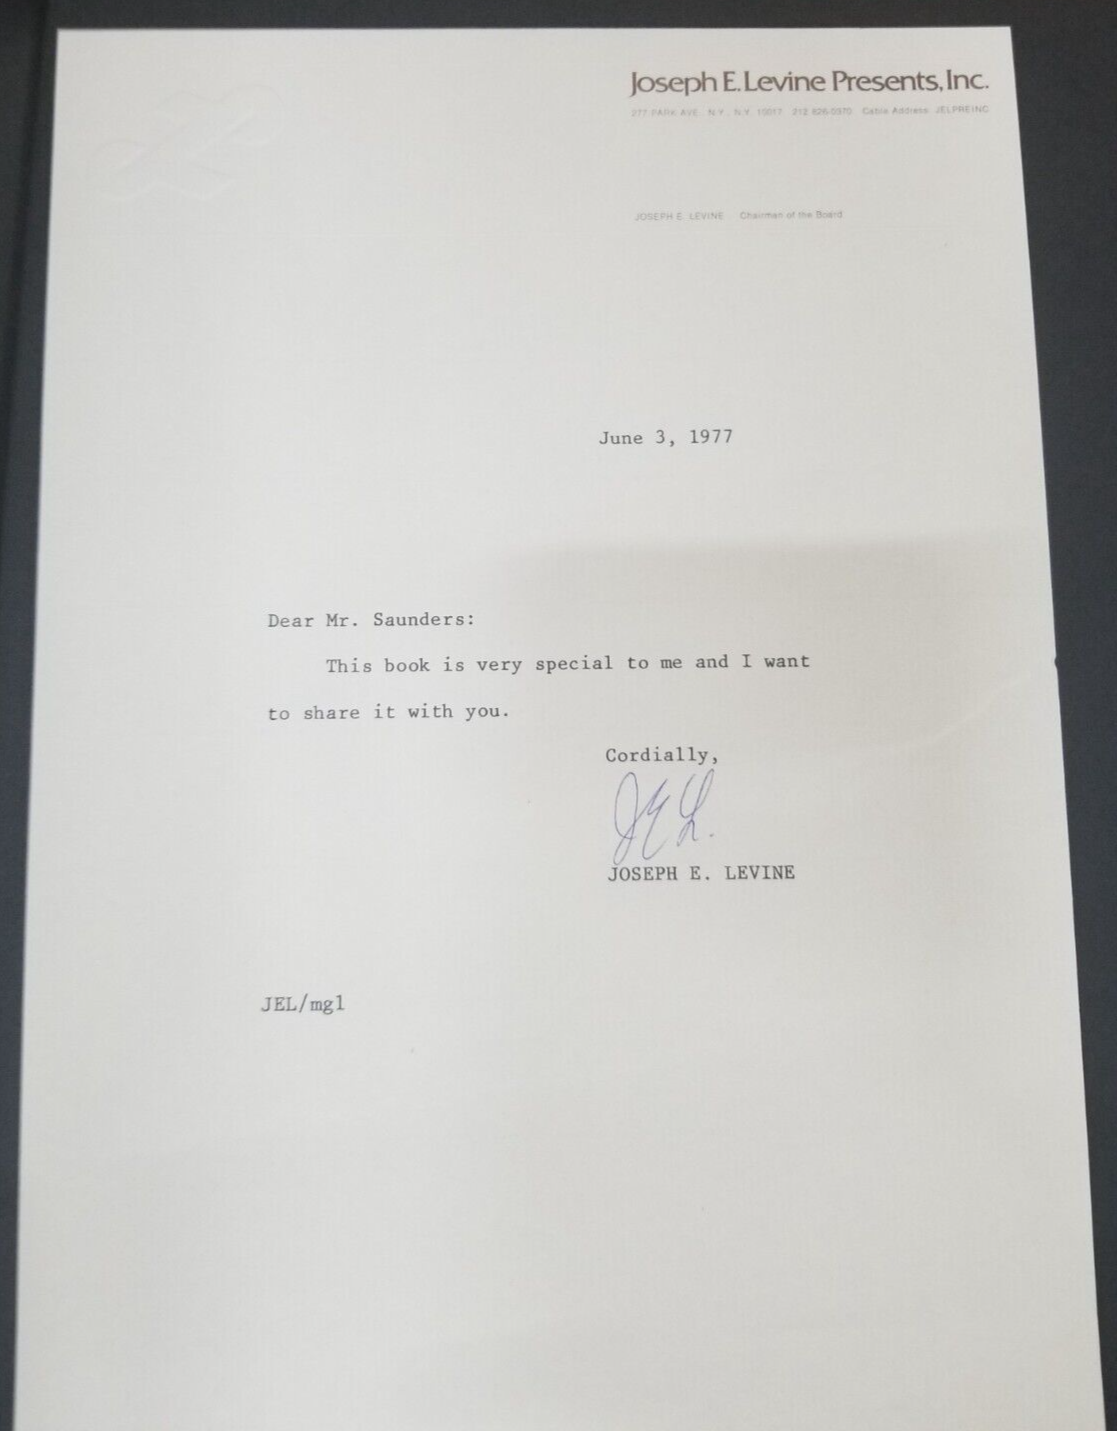 Joseph E. Levine Presents, Inc.
277 PARK AVE., N.Y., N.Y. 10017 212 826-0370 Cable Address: JELPREINC
JOSEPH E. LEVINE Chairman of the Board
June 3, 1977
Dear Mr. Saunders:
This book is very special to me and I want
to share it with you.
Cordially,
JEL.
JOSEPH E. LEVINE
JEL/mgl